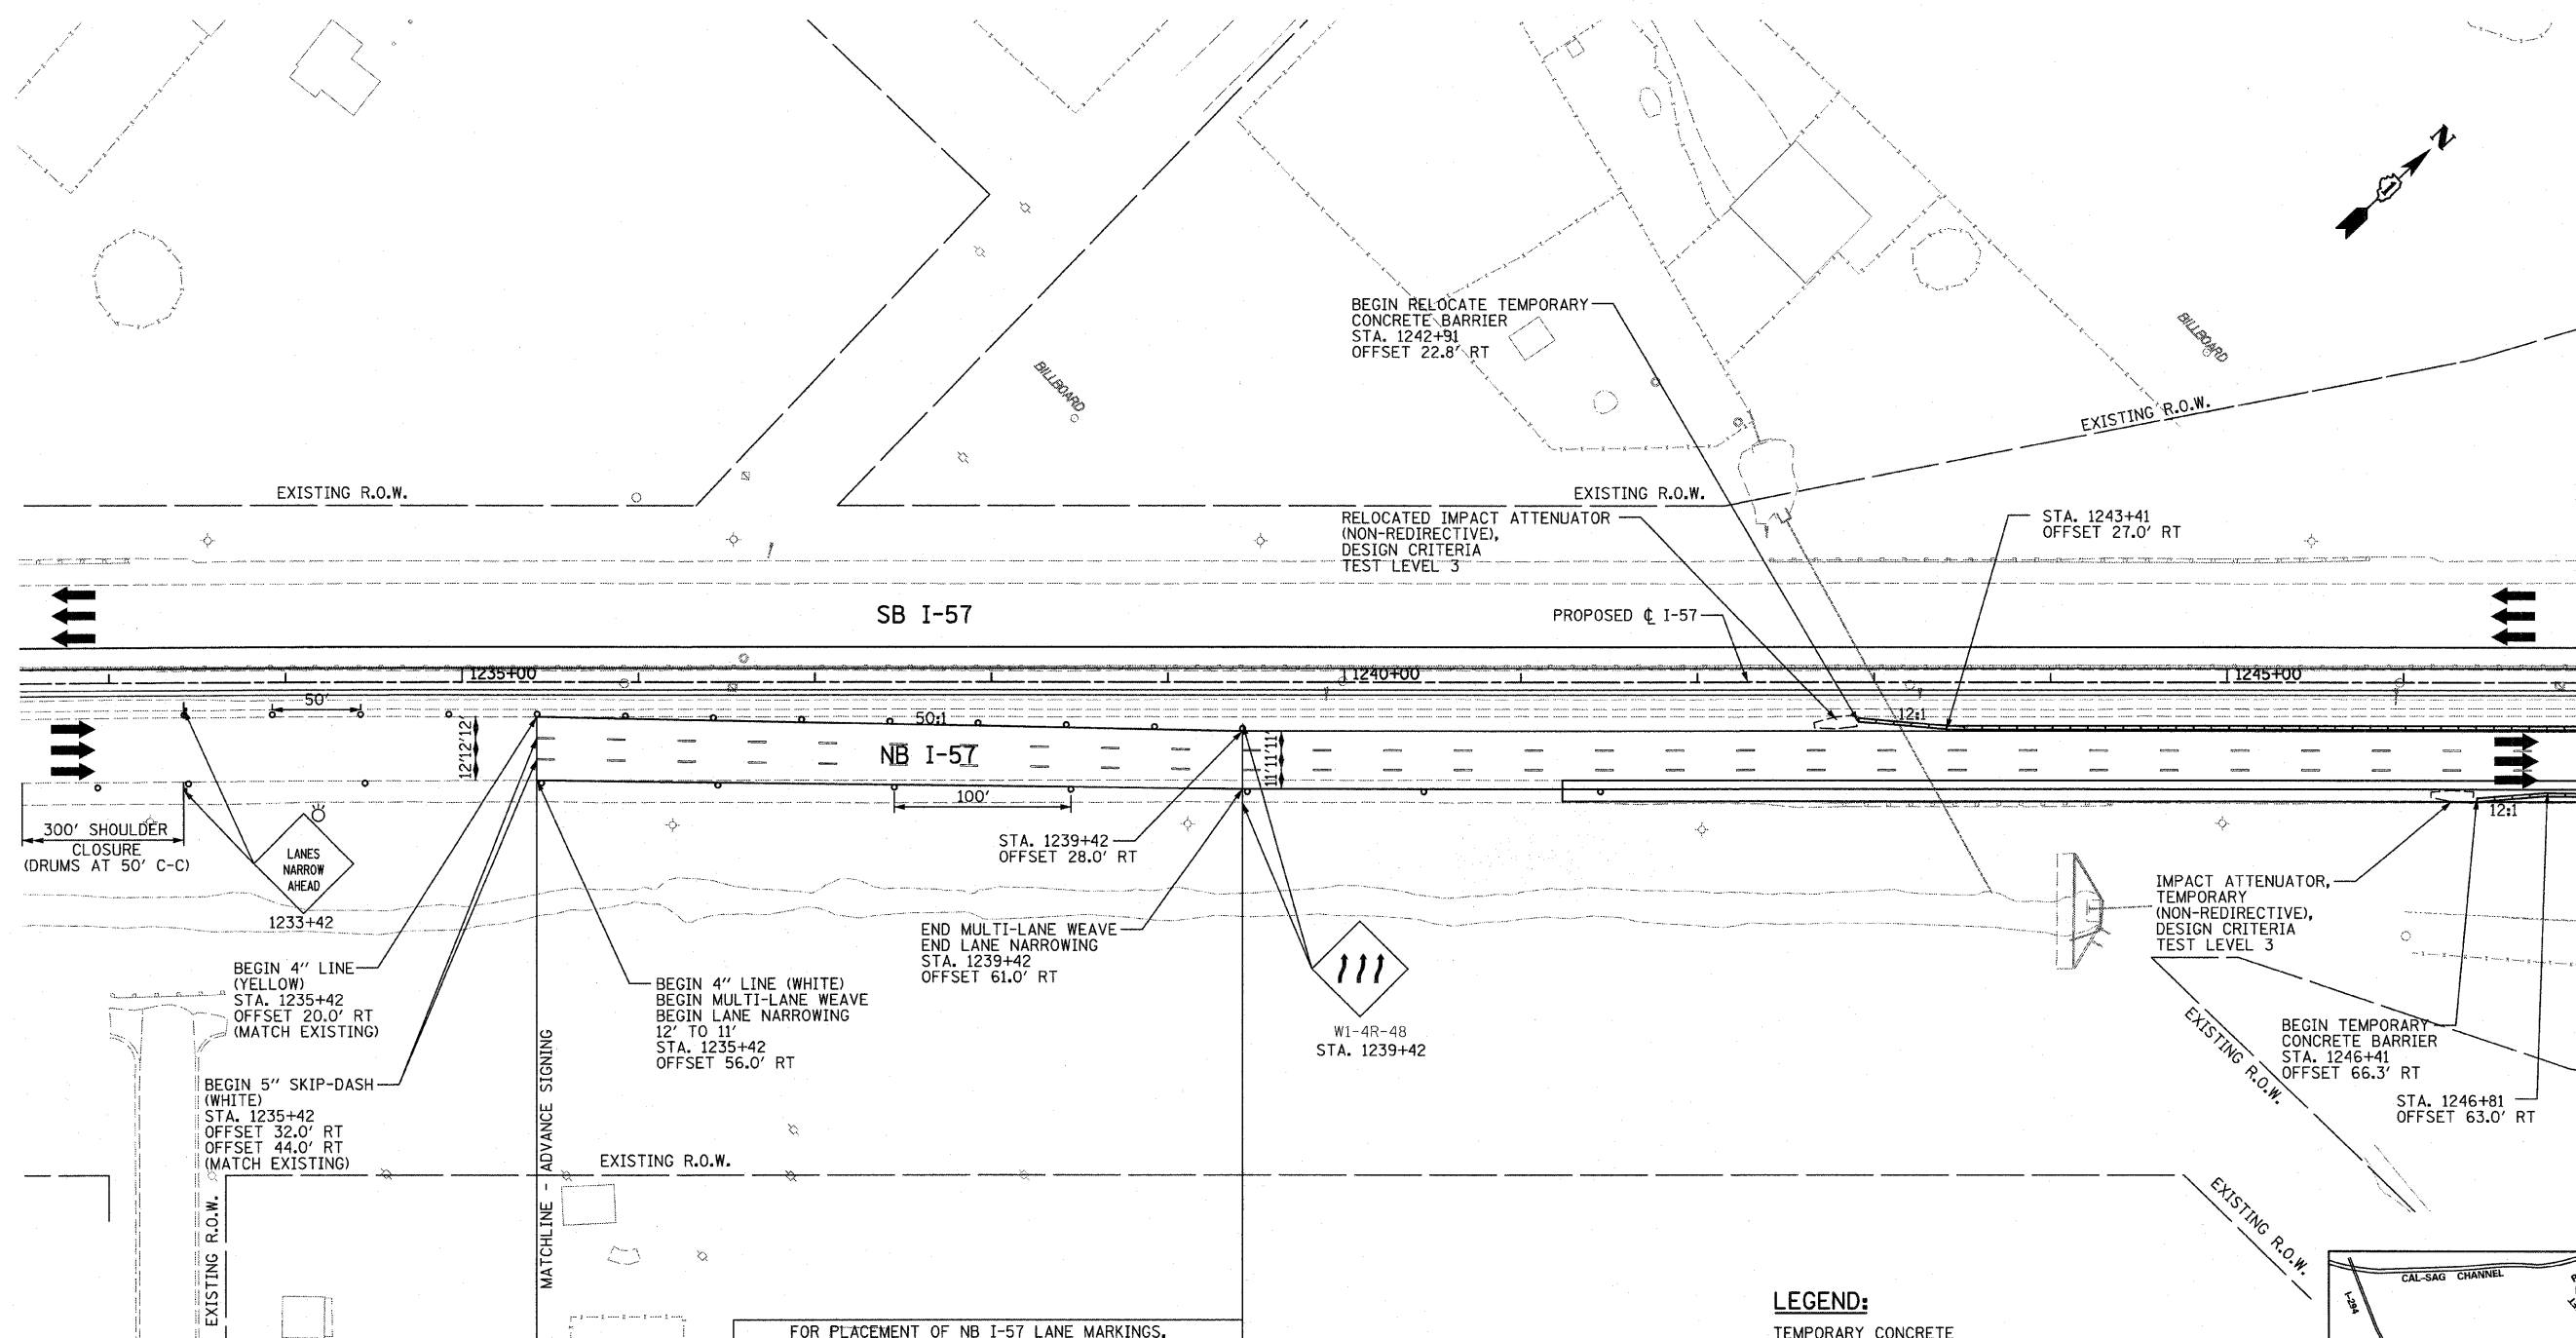 N
1
BEGIN RELOCATE TEMPORARY
CONCRETE BARRIER
STA. 1242+91
OFFSET 22.8' RT
BILLBOARD
BILLBOARD
EXISTING R.O.W.
EXISTING R.O.W.
EXISTING R.O.W.
RELOCATED IMPACT ATTENUATOR
(NON-REDIRECTIVE),
DESIGN CRITERIA
TEST LEVEL 3
STA. 1243+41
OFFSET 27.0' RT
SB I-57
PROPOSED ℄ I-57
1235+00
1240+00
1245+00
50'
50:1
12:1
12' 12' 12'
NB I-57
11' 11' 11'
100'
12:1
300' SHOULDER
CLOSURE
(DRUMS AT 50' C-C)
LANES
NARROW
AHEAD
1233+42
STA. 1239+42
OFFSET 28.0' RT
IMPACT ATTENUATOR,
TEMPORARY
(NON-REDIRECTIVE),
DESIGN CRITERIA
TEST LEVEL 3
END MULTI-LANE WEAVE
END LANE NARROWING
STA. 1239+42
OFFSET 61.0' RT
BEGIN 4" LINE
(YELLOW)
STA. 1235+42
OFFSET 20.0' RT
(MATCH EXISTING)
BEGIN 4" LINE (WHITE)
BEGIN MULTI-LANE WEAVE
BEGIN LANE NARROWING
12' TO 11'
STA. 1235+42
OFFSET 56.0' RT
W1-4R-48
STA. 1239+42
BEGIN TEMPORARY
CONCRETE BARRIER
STA. 1246+41
OFFSET 66.3' RT
EXISTING R.O.W.
STA. 1246+81
OFFSET 63.0' RT
BEGIN 5" SKIP-DASH
(WHITE)
STA. 1235+42
OFFSET 32.0' RT
OFFSET 44.0' RT
(MATCH EXISTING)
MATCHLINE - ADVANCE SIGNING
EXISTING R.O.W.
EXISTING R.O.W.
EXISTING R.O.W.
FOR PLACEMENT OF NB I-57 LANE MARKINGS,
LEGEND:
TEMPORARY CONCRETE
CAL-SAG CHANNEL
I-294